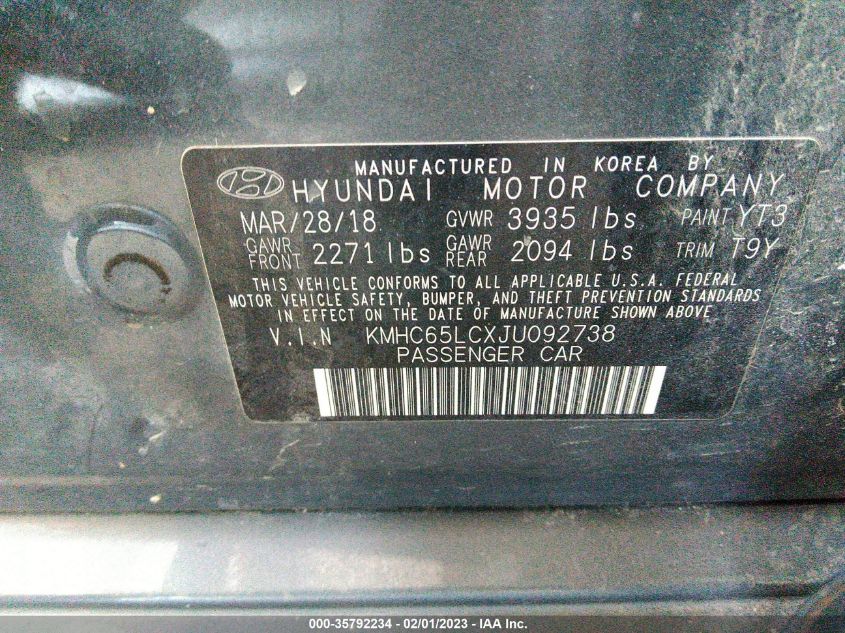 MANUFACTURED IN KOREA BY
HYUNDAI MOTOR COMPANY
MAR/28/18 GVWR 3935 lbs PAINT YT3
GAWR FRONT 2271 lbs GAWR REAR 2094 lbs TRIM T9Y
THIS VEHICLE CONFORMS TO ALL APPLICABLE U.S.A. FEDERAL
MOTOR VEHICLE SAFETY, BUMPER, AND THEFT PREVENTION STANDARDS
IN EFFECT ON THE DATE OF MANUFACTURE SHOWN ABOVE
V.I.N KMHC65LCXJU092738
PASSENGER CAR
000-35792234 - 02/01/2023 - IAA Inc.